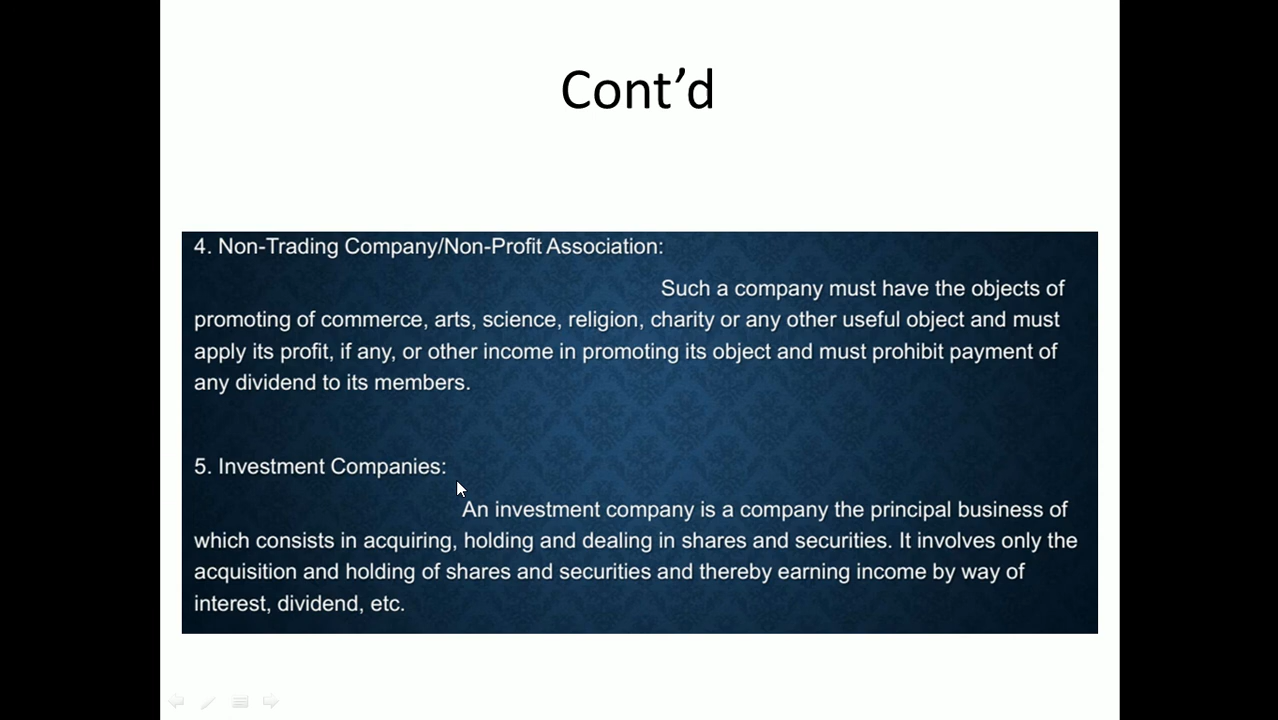 Cont’d
4. Non-Trading Company/Non-Profit Association:
Such a company must have the objects of
promoting of commerce, arts, science, religion, charity or any other useful object and must
apply its profit, if any, or other income in promoting its object and must prohibit payment of
any dividend to its members.
5. Investment Companies:
An investment company is a company the principal business of
which consists in acquiring, holding and dealing in shares and securities. It involves only the
acquisition and holding of shares and securities and thereby earning income by way of
interest, dividend, etc.